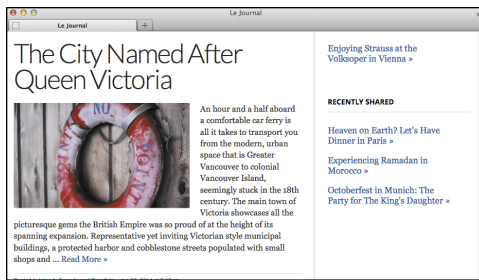 Le Journal
Le Journal
The City Named After
Queen Victoria
An hour and a half aboard
a comfortable car ferry is
all it takes to transport you
from the modern, urban
space that is Greater
Vancouver to colonial
Vancouver Island,
seemingly stuck in the 18th
century. The main town of
Victoria showcases all the
picturesque gems the British Empire was so proud of at the height of its
spanning expansion. Representative yet inviting Victorian style municipal
buildings, a protected harbor and cobblestone streets populated with small
shops and ... Read More »
Enjoying Strauss at the
Volksoper in Vienna »
RECENTLY SHARED
Heaven on Earth? Let's Have
Dinner in Paris »
Experiencing Ramadan in
Morocco »
Octoberfest in Munich: The
Party for The King's Daughter »